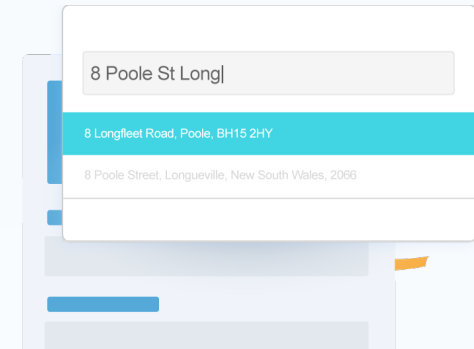 8 Poole St Long
8 Longfleet Road, Poole, BH15 2HY
8 Poole Street, Longueville, New South Wales, 2066